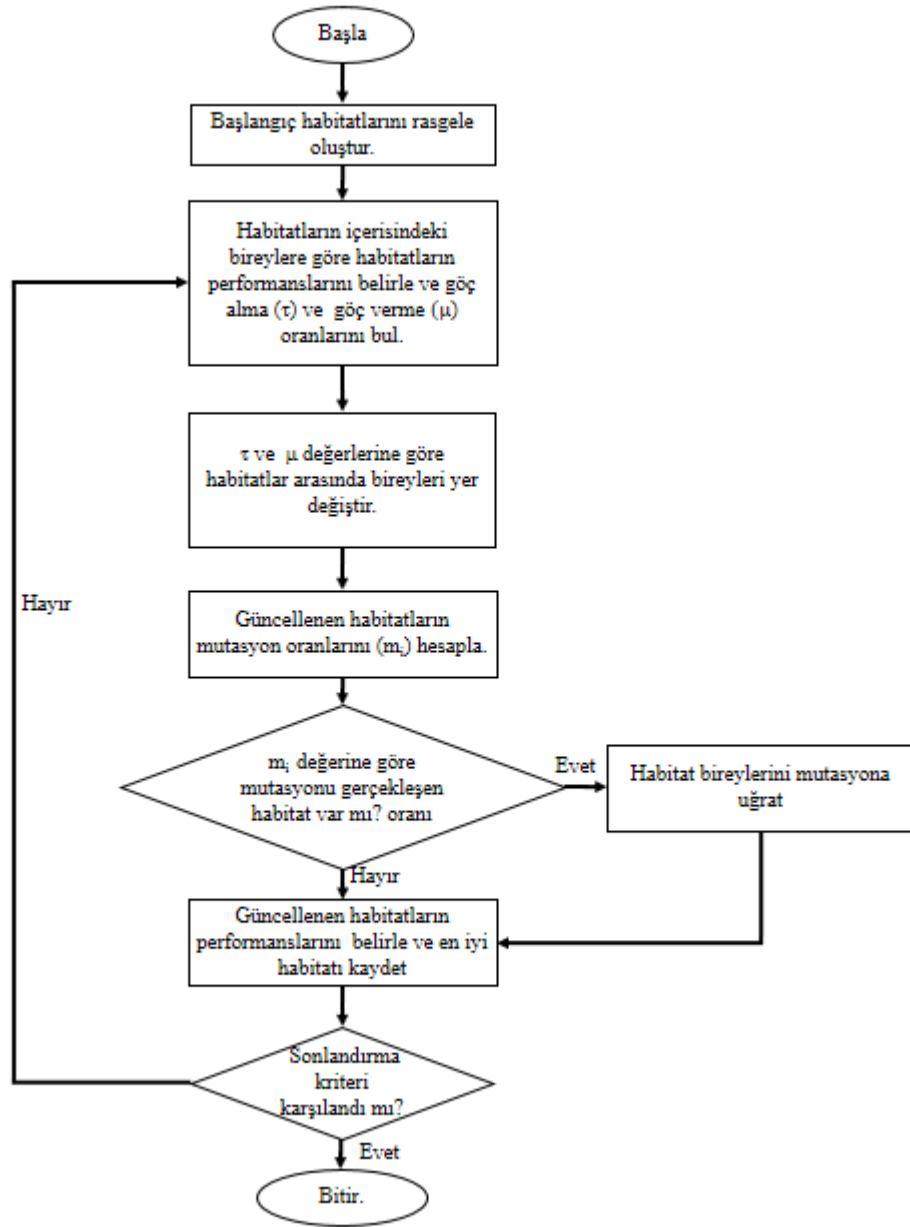 Başla
Başlangıç habitatlarını rasgele
oluştur.
Habitatların içerisindeki
bireylere göre habitatların
performanslarını belirle ve göç
alma (τ) ve göç verme (μ)
oranlarını bul.
τ ve μ değerlerine göre
habitatlar arasında bireyleri yer
değiştir.
Hayır
Güncellenen habitatların
mutasyon oranlarını (mᵢ) hesapla.
mᵢ değerine göre
mutasyonu gerçekleşen
habitat var mı? oranı
Evet
Habitat bireylerini mutasyona
uğrat
Hayır
Güncellenen habitatların
performanslarını belirle ve en iyi
habitatı kaydet
Sonlandırma
kriteri
karşılandı mı?
Evet
Bitir.